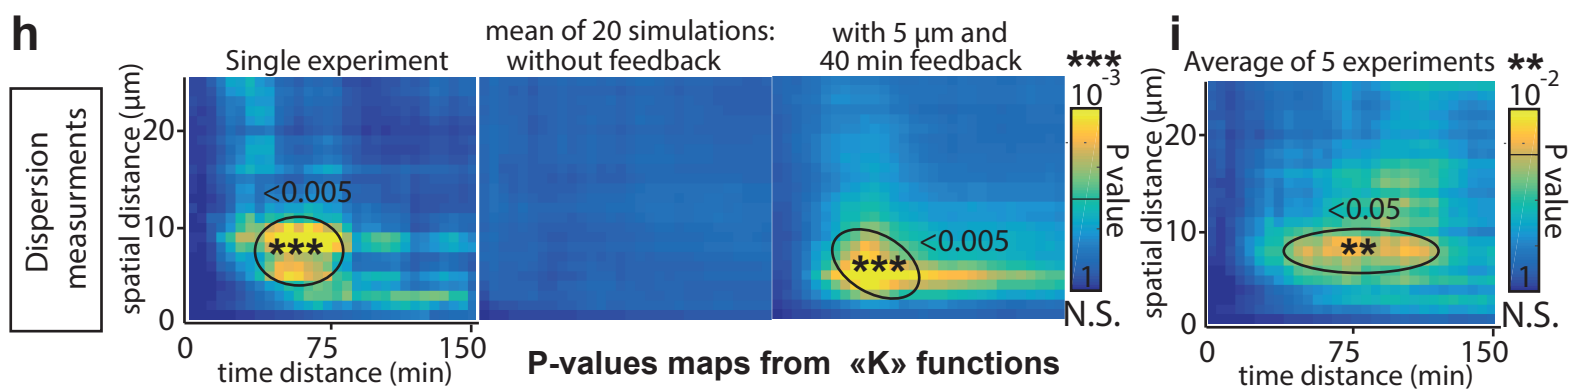 h
mean of 20 simulations:
with 5 µm and
i
Single experiment
without feedback
40 min feedback
***
Average of 5 experiments
**
Dispersion
measurments
spatial distance (µm)
20
10
0
<0.005
***
0
75
150
time distance (min)
<0.005
***
10-3
P value
1
N.S.
P-values maps from «K» functions
spatial distance (µm)
20
10
0
<0.05
**
0
75
150
time distance (min)
10-2
P value
1
N.S.